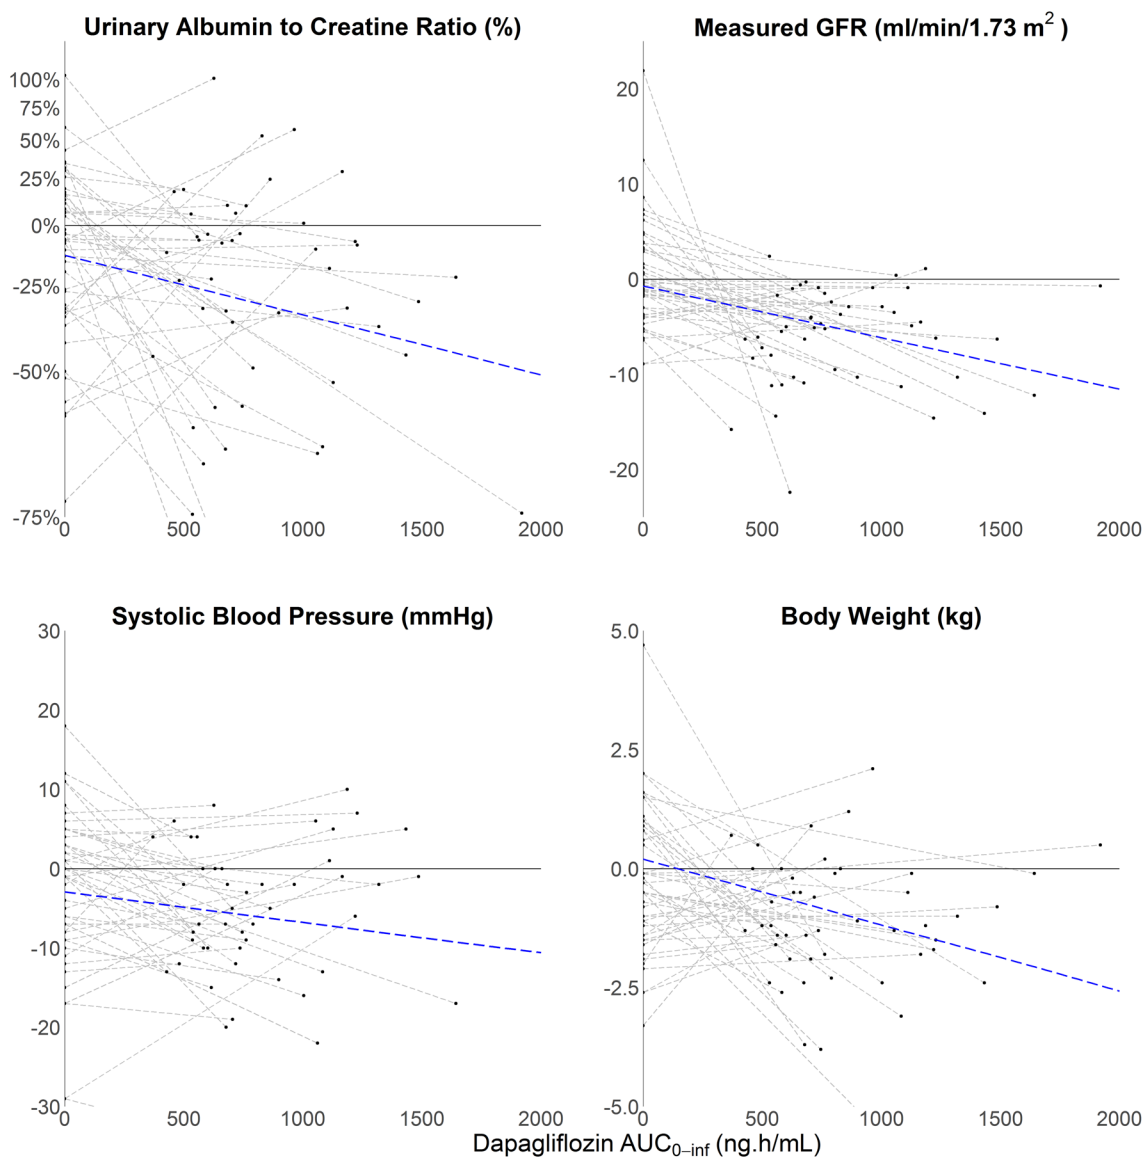 Urinary Albumin to Creatine Ratio (%)
100%
75%
50%
25%
0%
-25%
-50%
-75%
0 500 1000 1500 2000
Measured GFR (ml/min/1.73 m² )
20
10
0
-10
-20
0 500 1000 1500 2000
Systolic Blood Pressure (mmHg)
30
20
10
0
-10
-20
-30
0 500 1000 1500 2000
Body Weight (kg)
5.0
2.5
0.0
-2.5
-5.0
0 500 1000 1500 2000
Dapagliflozin AUC₀₋inf (ng.h/mL)